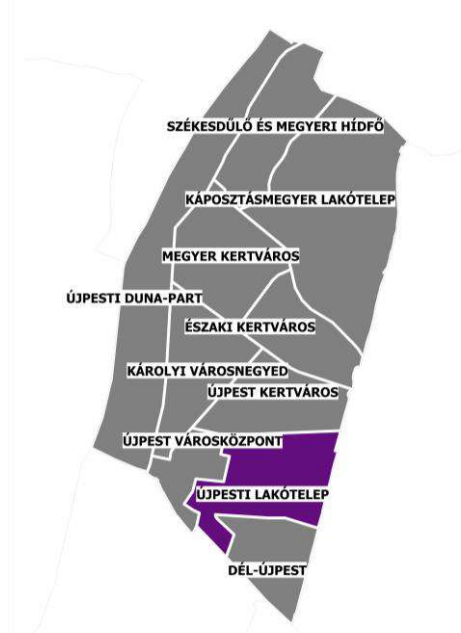 SZÉKESDŰLŐ ÉS MEGYERI HÍDFŐ
KÁPOSZTÁSMEGYER LAKÓTELEP
MEGYER KERTVÁROS
ÚJPESTI DUNA-PART
ÉSZAKI KERTVÁROS
KÁROLYI VÁROSNEGYED
ÚJPEST KERTVÁROS
ÚJPEST VÁROSKÖZPONT
ÚJPESTI LAKÓTELEP
DÉL-ÚJPEST